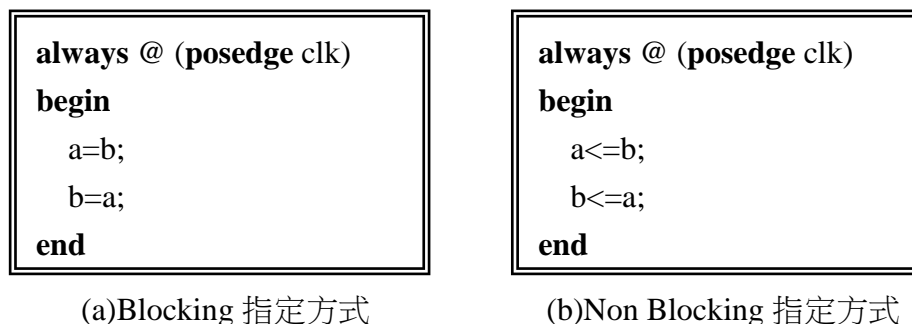 always @ (posedge clk)
begin
a=b;
b=a;
end
(a)Blocking 指定方式
always @ (posedge clk)
begin
a<=b;
b<=a;
end
(b)Non Blocking 指定方式